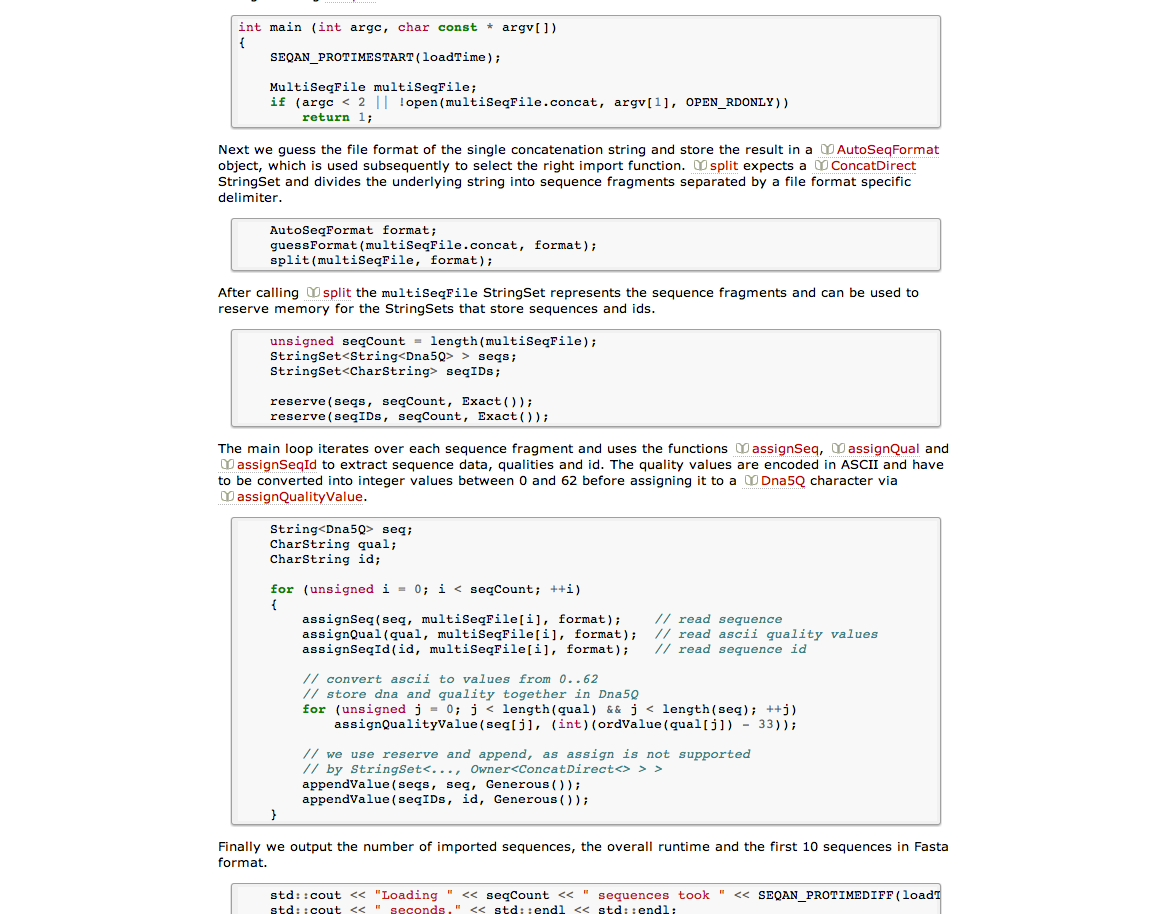 int main (int argc, char const * argv[])
{
SEQAN_PROTIMESTART(loadTime);
MultiSeqFile multiSeqFile;
if (argc < 2 || !open(multiSeqFile.concat, argv[1], OPEN_RDONLY))
return 1;
Next we guess the file format of the single concatenation string and store the result in a AutoSeqFormat
object, which is used subsequently to select the right import function. split expects a ConcatDirect
StringSet and divides the underlying string into sequence fragments separated by a file format specific
delimiter.
AutoSeqFormat format;
guessFormat(multiSeqFile.concat, format);
split(multiSeqFile, format);
After calling split the multiSeqFile StringSet represents the sequence fragments and can be used to
reserve memory for the StringSets that store sequences and ids.
unsigned seqCount = length(multiSeqFile);
StringSet<String<Dna5Q> > seqs;
StringSet<CharString> seqIDs;
reserve(seqs, seqCount, Exact());
reserve(seqIDs, seqCount, Exact());
The main loop iterates over each sequence fragment and uses the functions assignSeq, assignQual and
assignSeqId to extract sequence data, qualities and id. The quality values are encoded in ASCII and have
to be converted into integer values between 0 and 62 before assigning it to a Dna5Q character via
assignQualityValue.
String<Dna5Q> seq;
CharString qual;
CharString id;
for (unsigned i = 0; i < seqCount; ++i)
{
assignSeq(seq, multiSeqFile[i], format); // read sequence
assignQual(qual, multiSeqFile[i], format); // read ascii quality values
assignSeqId(id, multiSeqFile[i], format); // read sequence id
// convert ascii to values from 0..62
// store dna and quality together in Dna5Q
for (unsigned j = 0; j < length(qual) && j < length(seq); ++j)
assignQualityValue(seq[j], (int)(ordValue(qual[j]) - 33));
// we use reserve and append, as assign is not supported
// by StringSet<..., Owner<ConcatDirect<> > >
appendValue(seqs, seq, Generous());
appendValue(seqIDs, id, Generous());
}
Finally we output the number of imported sequences, the overall runtime and the first 10 sequences in Fasta
format.
std::cout << "Loading " << seqCount << " sequences took " << SEQAN_PROTIMEDIFF(loadT
std::cout << " seconds." << std::endl << std::endl;